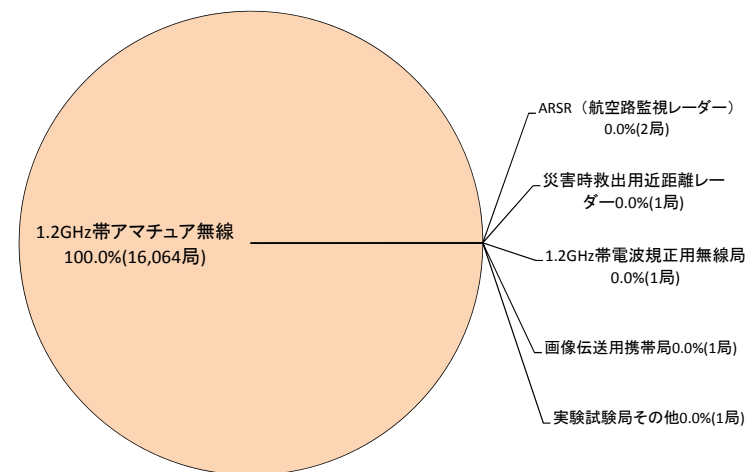 1.2GHz帯アマチュア無線
100.0%(16,064局)
ARSR（航空路監視レーダー）
0.0%(2局)
災害時救出用近距離レー
ダー0.0%(1局)
1.2GHz帯電波規正用無線局
0.0%(1局)
画像伝送用携帯局0.0%(1局)
実験試験局その他0.0%(1局)